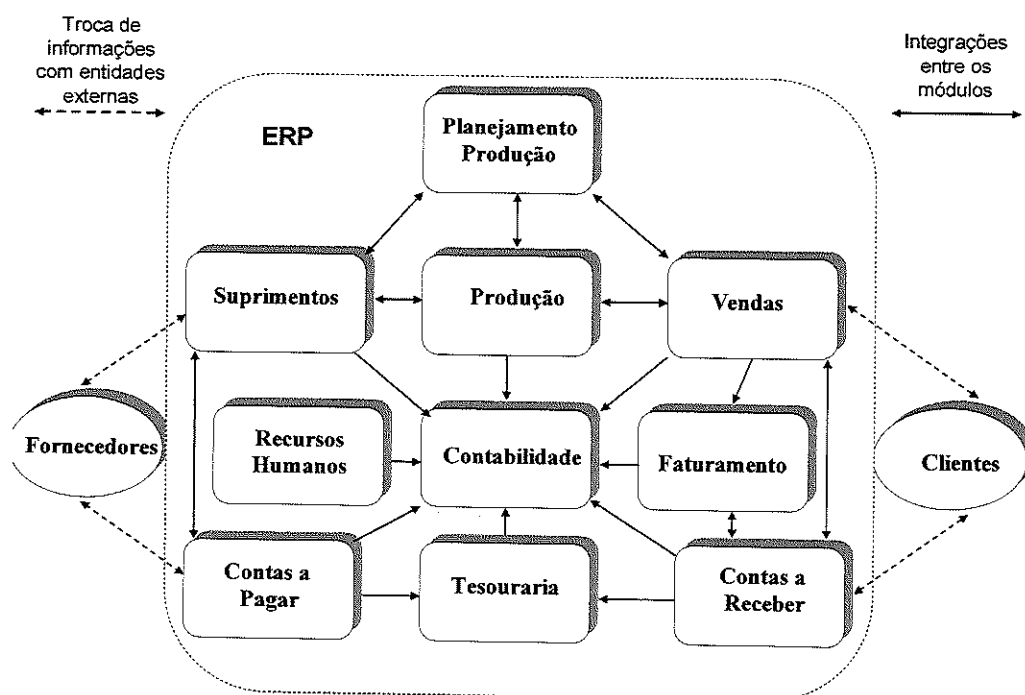 Troca de
informações
com entidades
externas
Integrações
entre os
módulos
ERP
Planejamento
Produção
Suprimentos
Produção
Vendas
Fornecedores
Recursos
Humanos
Contabilidade
Faturamento
Clientes
Contas a
Pagar
Tesouraria
Contas a
Receber